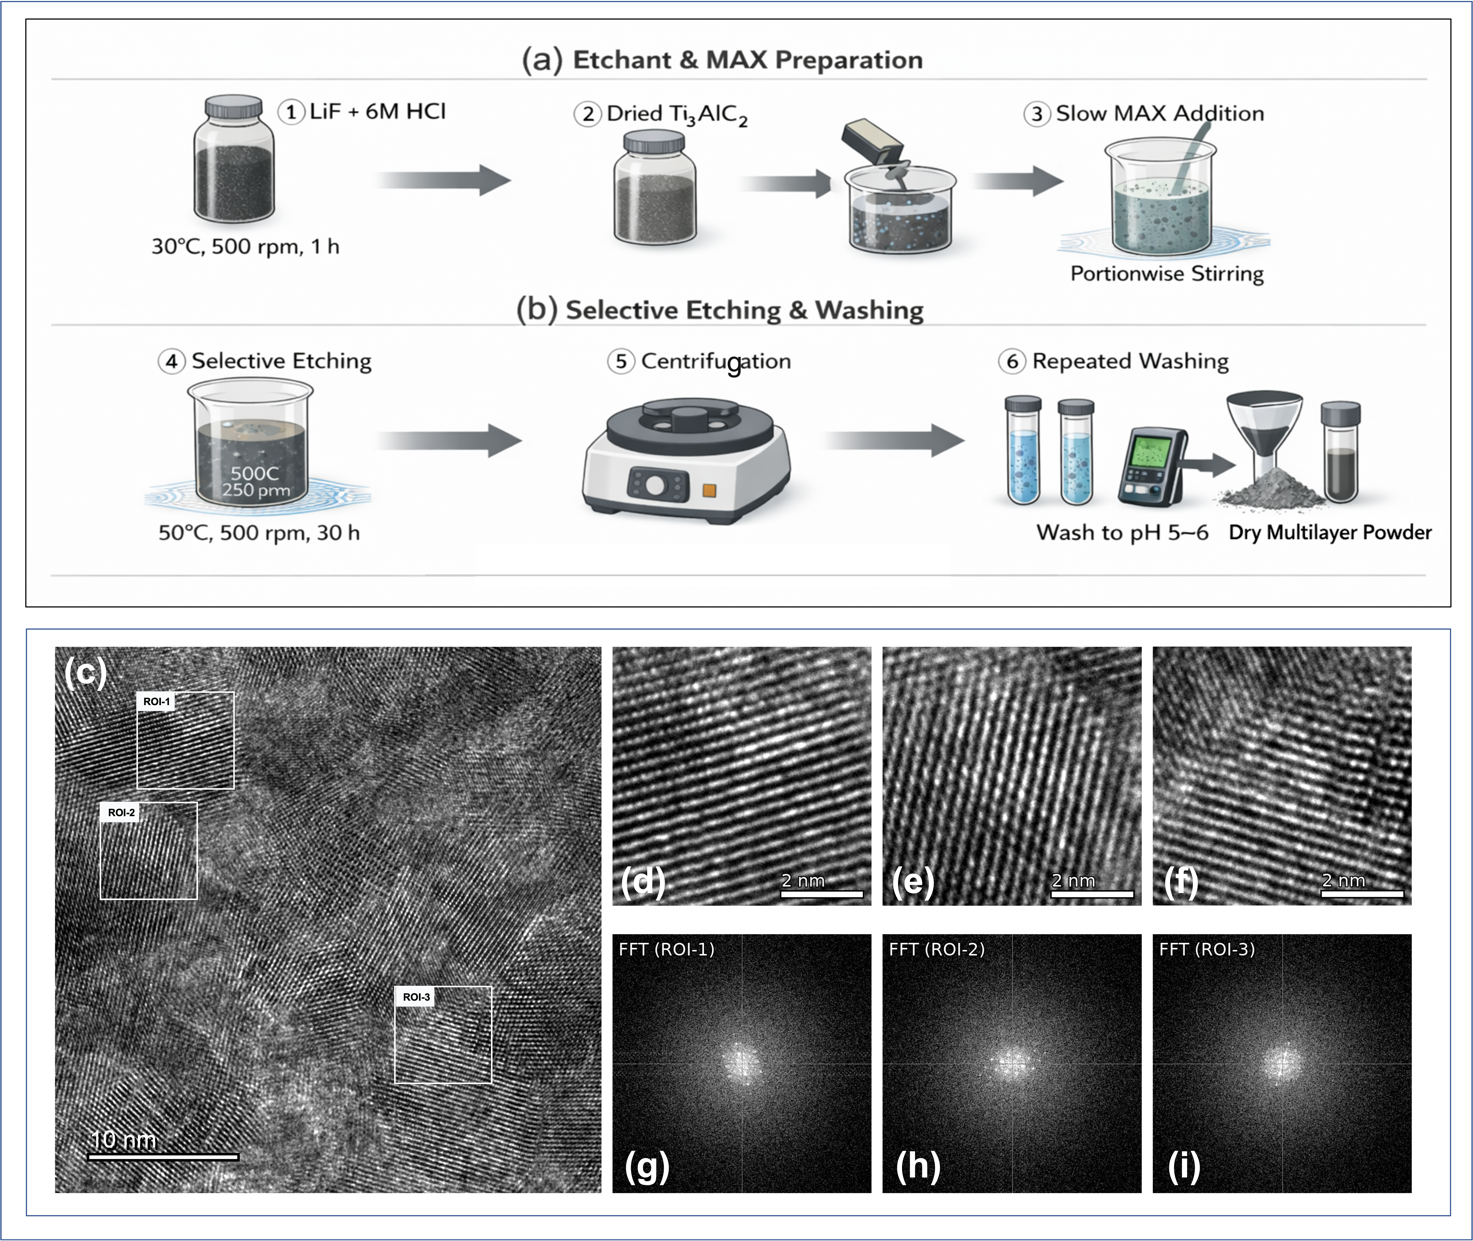 (a) Etchant & MAX Preparation
① LiF + 6M HCl
② Dried Ti₃AlC₂
③ Slow MAX Addition
30°C, 500 rpm, 1 h
Portionwise Stirring
(b) Selective Etching & Washing
④ Selective Etching
⑤ Centrifugation
⑥ Repeated Washing
500C
250 pm
50°C, 500 rpm, 30 h
Wash to pH 5~6
Dry Multilayer Powder
(c)
ROI-1
ROI-2
ROI-3
10 nm
(d)
2 nm
(e)
2 nm
(f)
2 nm
FFT (ROI-1)
(g)
FFT (ROI-2)
(h)
FFT (ROI-3)
(i)